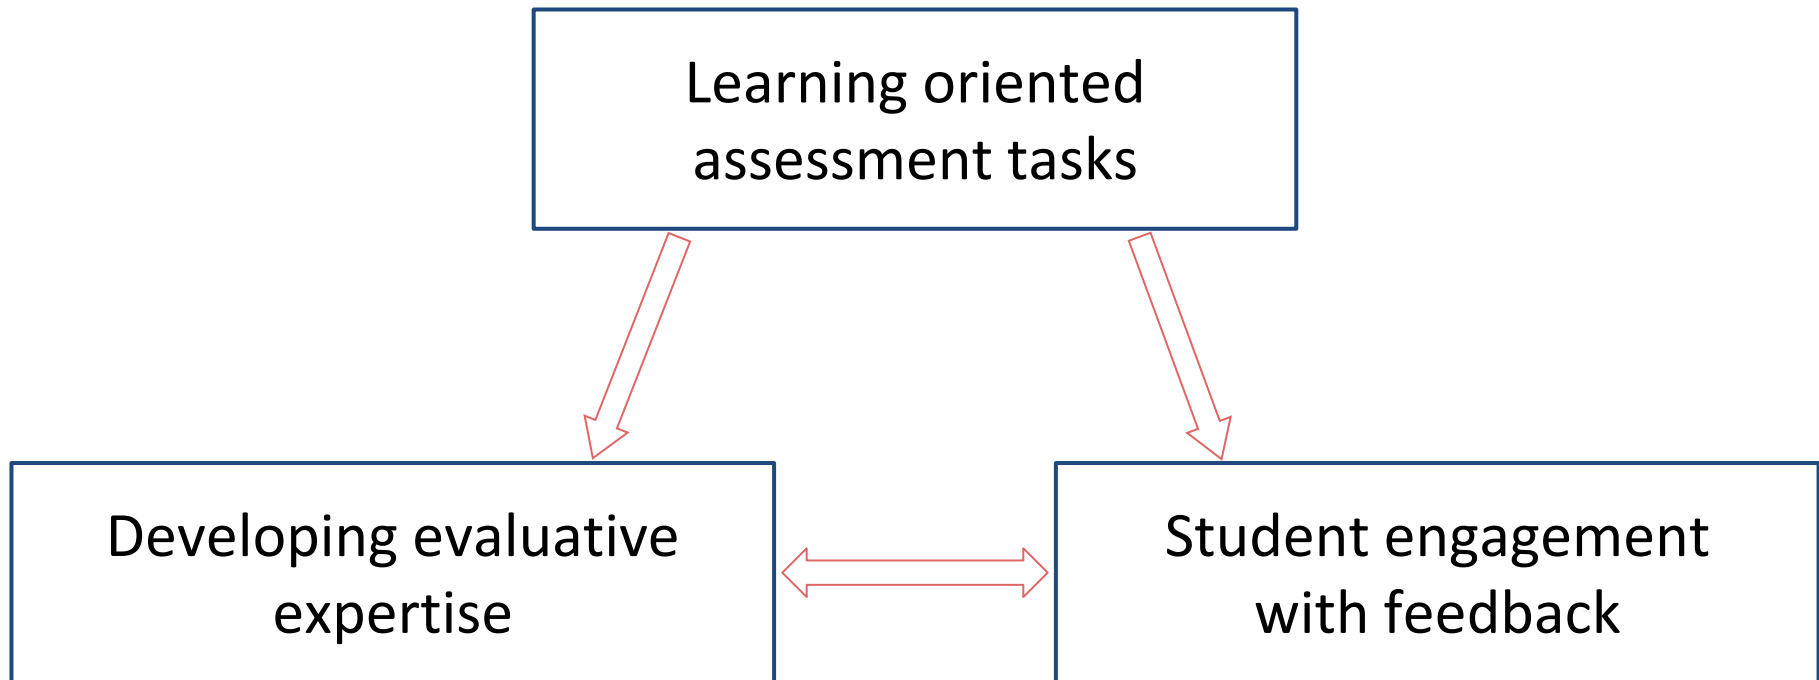 Learning oriented
assessment tasks
Developing evaluative
expertise
Student engagement
with feedback